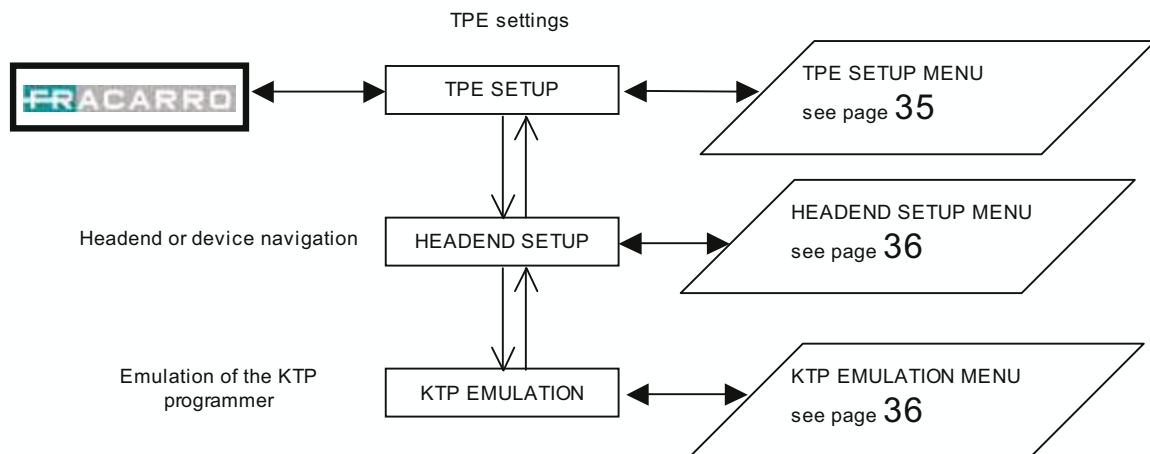 TPE settings
FRACARRO
TPE SETUP
TPE SETUP MENU
see page 35
Headend or device navigation
HEADEND SETUP
HEADEND SETUP MENU
see page 36
Emulation of the KTP
programmer
KTP EMULATION
KTP EMULATION MENU
see page 36